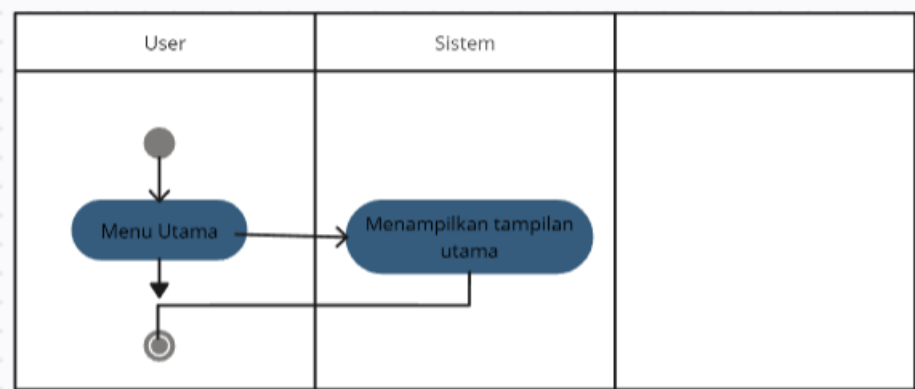 User
Sistem
Menu Utama
Menampilkan tampilan
utama